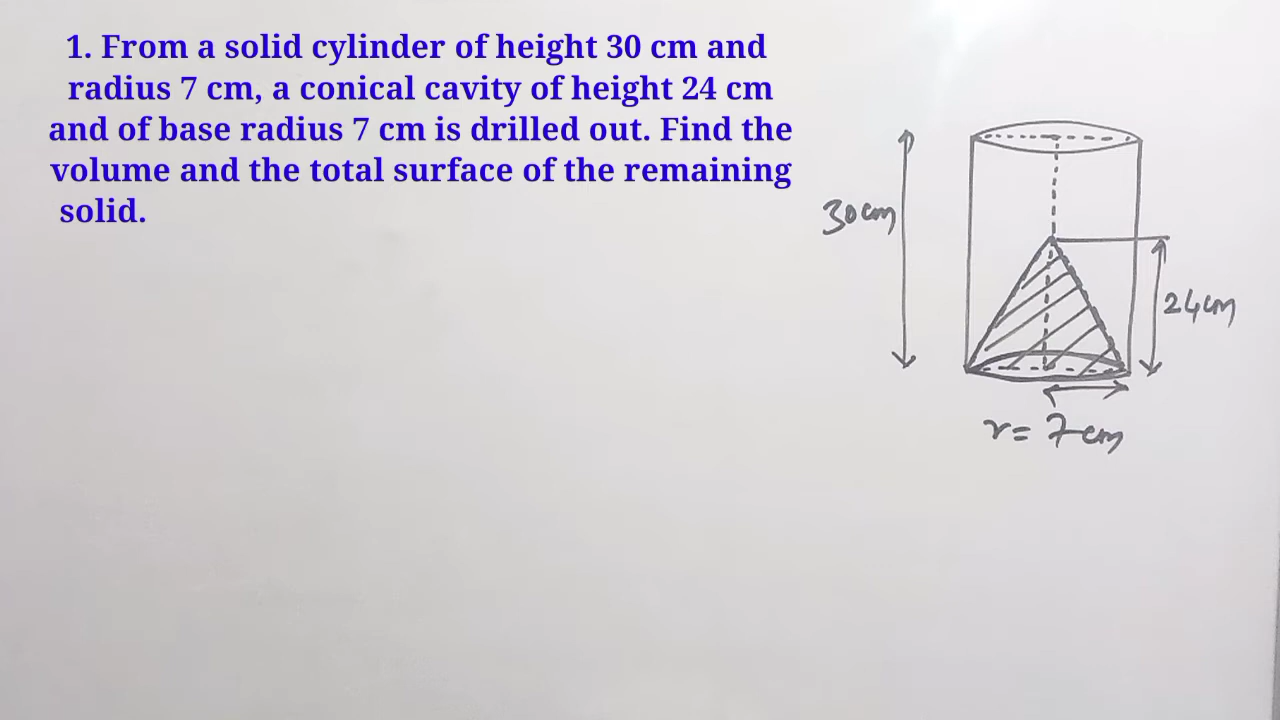 1. From a solid cylinder of height 30 cm and
radius 7 cm, a conical cavity of height 24 cm
and of base radius 7 cm is drilled out. Find the
volume and the total surface of the remaining
solid.
30cm
24cm
r= 7cm